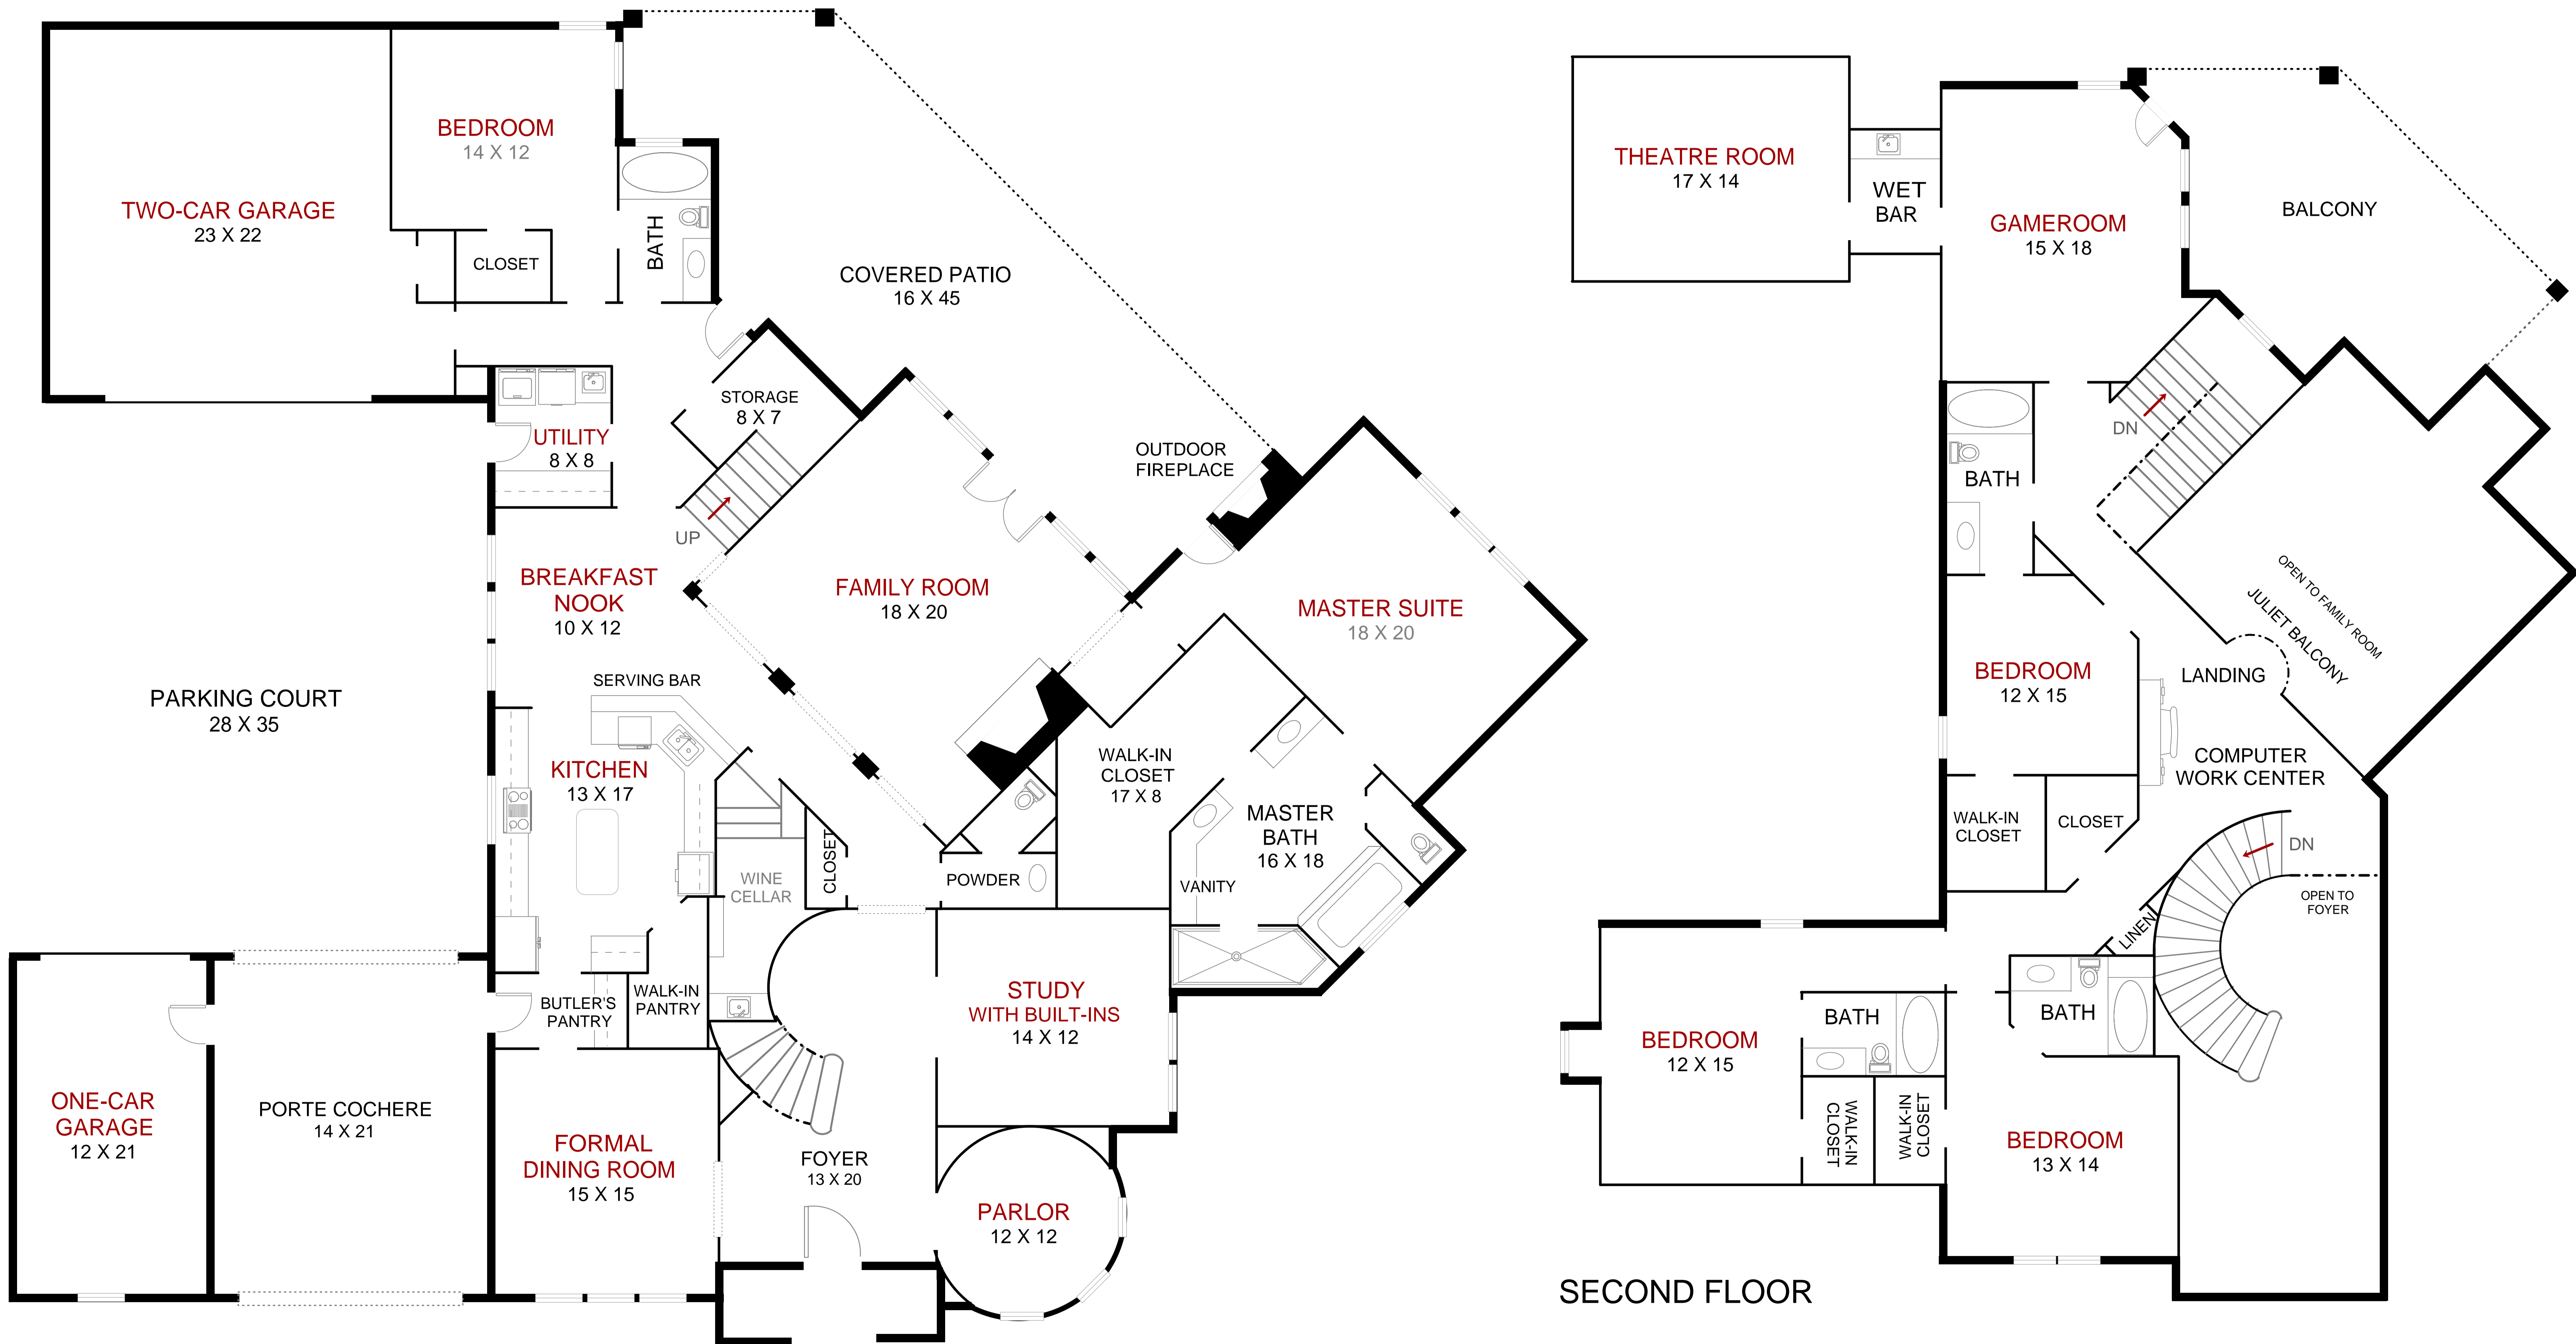 BEDROOM
14 X 12
TWO-CAR GARAGE
23 X 22
CLOSET
BATH
COVERED PATIO
16 X 45
STORAGE
8 X 7
UTILITY
8 X 8
OUTDOOR
FIREPLACE
UP
BREAKFAST
NOOK
10 X 12
FAMILY ROOM
18 X 20
MASTER SUITE
18 X 20
SERVING BAR
PARKING COURT
28 X 35
KITCHEN
13 X 17
WALK-IN
CLOSET
17 X 8
MASTER
BATH
16 X 18
CLOSET
WINE
CELLAR
POWDER
VANITY
BUTLER'S
PANTRY
WALK-IN
PANTRY
STUDY
WITH BUILT-INS
14 X 12
ONE-CAR
GARAGE
12 X 21
PORTE COCHERE
14 X 21
FORMAL
DINING ROOM
15 X 15
FOYER
13 X 20
PARLOR
12 X 12
THEATRE ROOM
17 X 14
WET
BAR
GAMEROOM
15 X 18
BALCONY
DN
BATH
OPEN TO FAMILY ROOM
JULIET BALCONY
BEDROOM
12 X 15
LANDING
COMPUTER
WORK CENTER
WALK-IN
CLOSET
CLOSET
DN
OPEN TO
FOYER
LINEN
BEDROOM
12 X 15
BATH
BATH
WALK-IN
CLOSET
WALK-IN
CLOSET
BEDROOM
13 X 14
SECOND FLOOR